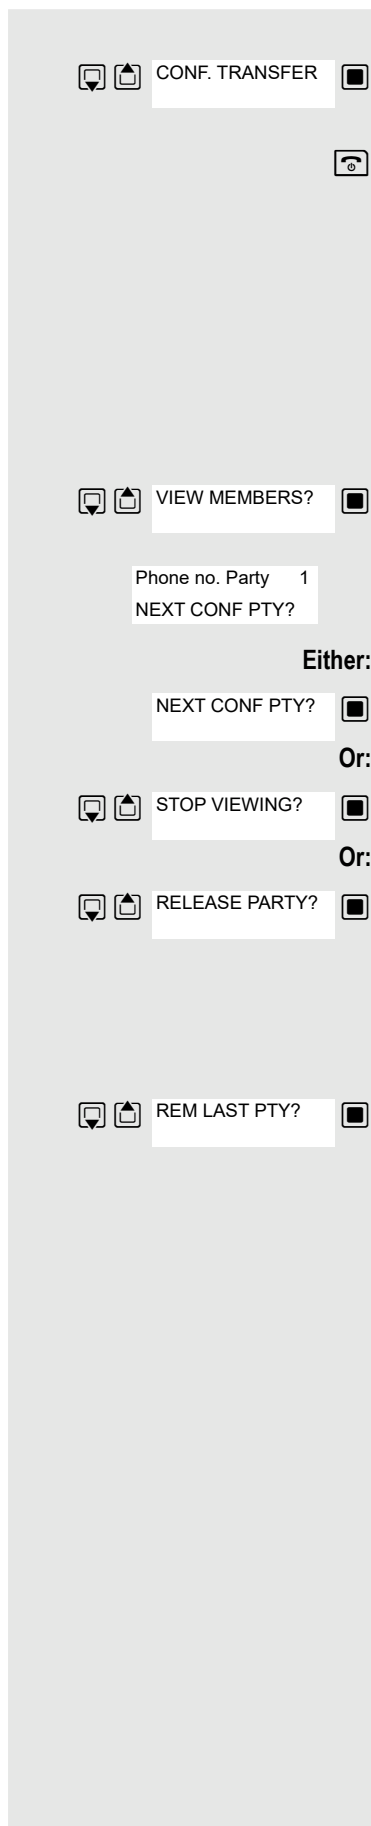 CONF. TRANSFER
VIEW MEMBERS?
Phone no. Party 1
NEXT CONF PTY?
Either:
NEXT CONF PTY?
Or:
STOP VIEWING?
Or:
RELEASE PARTY?
REM LAST PTY?